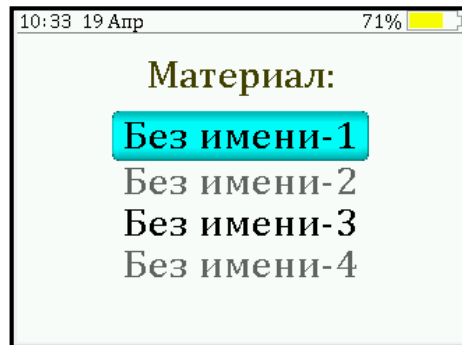 10:33 19 Апр 71%
Материал:
Без имени-1
Без имени-2
Без имени-3
Без имени-4